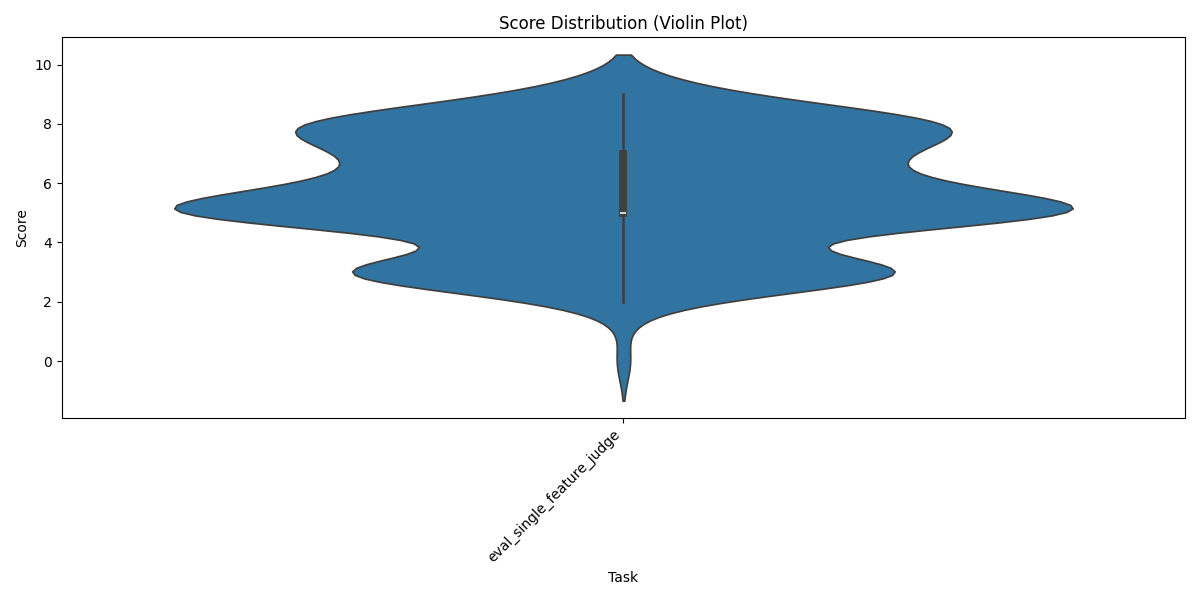 Score Distribution (Violin Plot)
10
8
6
4
2
0
Score
eval_single_feature_judge
Task